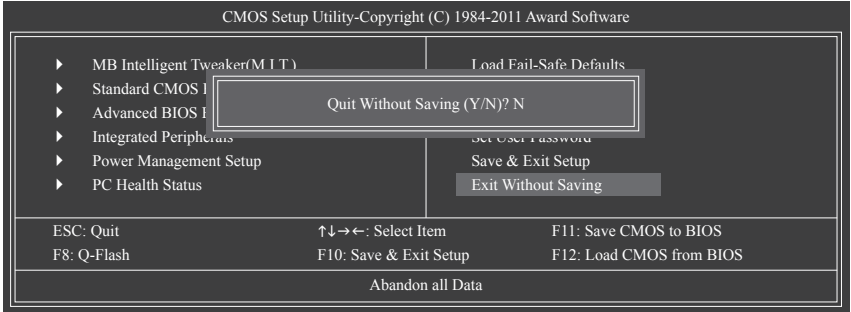 CMOS Setup Utility-Copyright (C) 1984-2011 Award Software
MB Intelligent Tweaker(M.I.T.)
Standard CMOS
Advanced BIOS
Integrated Peripherals
Power Management Setup
PC Health Status
Load Fail-Safe Defaults
Set User Password
Save & Exit Setup
Exit Without Saving
Quit Without Saving (Y/N)? N
ESC: Quit
↑↓→←: Select Item
F11: Save CMOS to BIOS
F8: Q-Flash
F10: Save & Exit Setup
F12: Load CMOS from BIOS
Abandon all Data